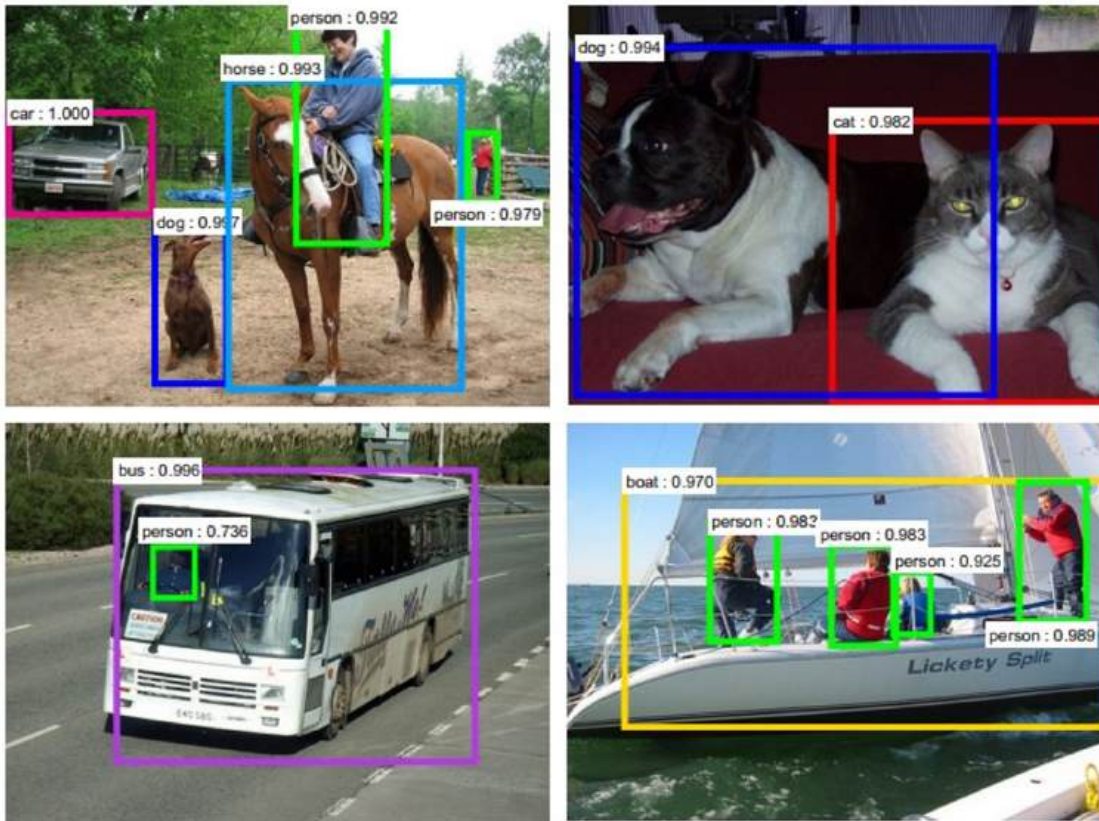 person : 0.992
horse : 0.993
car : 1.000
dog : 0.997
person : 0.979
dog : 0.994
cat : 0.982
bus : 0.996
person : 0.736
CAUTION
boat : 0.970
person : 0.983
person : 0.983
person : 0.925
person : 0.989
Lickety Split